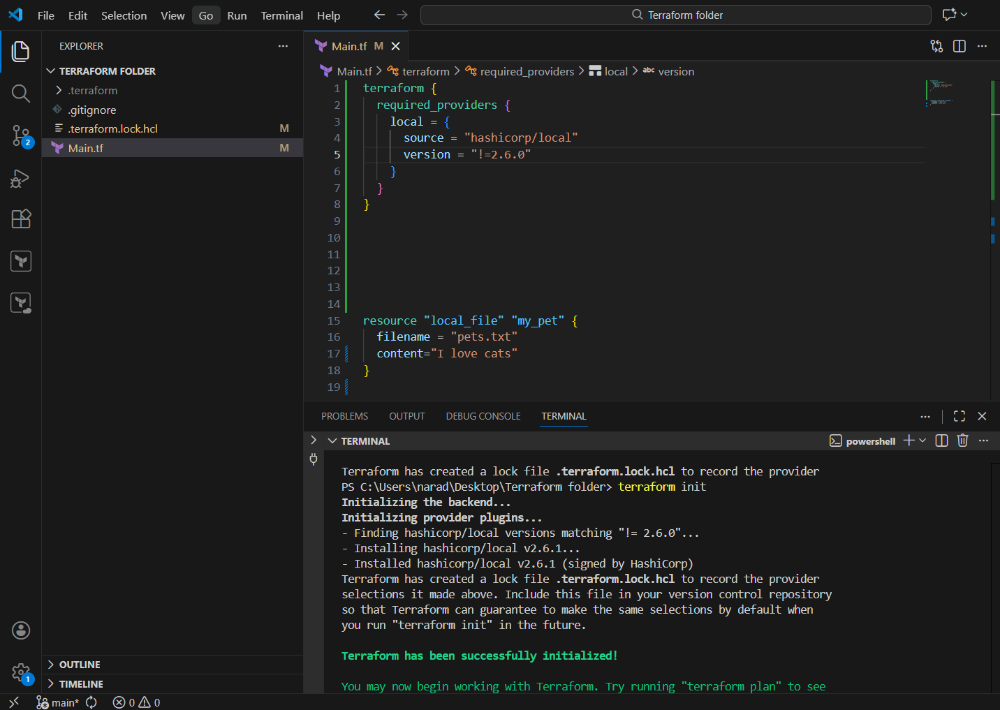 File Edit Selection View Go Run Terminal Help
Terraform folder
EXPLORER
TERRAFORM FOLDER
.terraform
.gitignore
.terraform.lock.hcl M
Main.tf M
OUTLINE
TIMELINE
2
1
Main.tf M
Main.tf > terraform > required_providers > local > abc version
1 terraform {
2 required_providers {
3 local = {
4 source = "hashicorp/local"
5 version = "!=2.6.0"
6 }
7 }
8 }
9
10
11
12
13
14
15 resource "local_file" "my_pet" {
16 filename = "pets.txt"
17 content="I love cats"
18 }
19
PROBLEMS OUTPUT DEBUG CONSOLE TERMINAL
TERMINAL powershell
Terraform has created a lock file .terraform.lock.hcl to record the provider
PS C:\Users\narad\Desktop\Terraform folder> terraform init
Initializing the backend...
Initializing provider plugins...
- Finding hashicorp/local versions matching "!= 2.6.0"...
- Installing hashicorp/local v2.6.1...
- Installed hashicorp/local v2.6.1 (signed by HashiCorp)
Terraform has created a lock file .terraform.lock.hcl to record the provider
selections it made above. Include this file in your version control repository
so that Terraform can guarantee to make the same selections by default when
you run "terraform init" in the future.
Terraform has been successfully initialized!
You may now begin working with Terraform. Try running "terraform plan" to see
main* 0 0